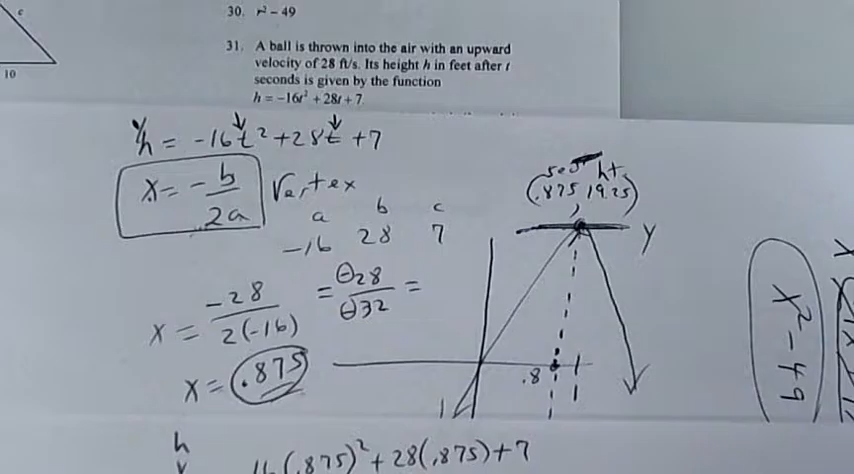 c
10
30. r² – 49
31. A ball is thrown into the air with an upward
velocity of 28 ft/s. Its height h in feet after t
seconds is given by the function
h = –16t² + 28t + 7
y
h = -16t² + 28t + 7
x = -b/2a Vertex
a b c
-16 28 7
x = -28/2(-16) = -28/-32 =
x = .875
sec ht
(.875, 19.25)
y
.8
x² - 49
h
y
16(.875)² + 28(.875) + 7